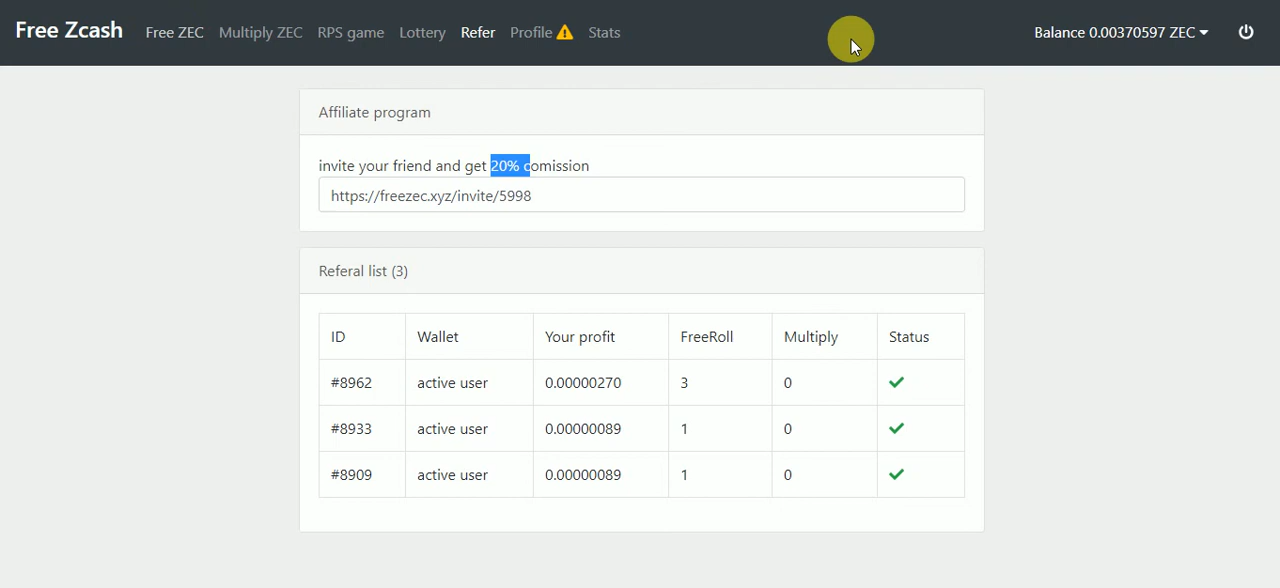 Free Zcash Free ZEC Multiply ZEC RPS game Lottery Refer Profile Stats Balance 0.00370597 ZEC
Affiliate program
invite your friend and get 20% comission
https://freezec.xyz/invite/5998
Referal list (3)
ID Wallet Your profit FreeRoll Multiply Status
#8962 active user 0.00000270 3 0
#8933 active user 0.00000089 1 0
#8909 active user 0.00000089 1 0